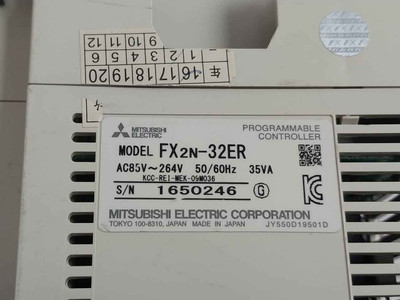 年 16 17 18 19 20
1 2 3 4 5 6
9 10 11 12
MITSUBISHI
ELECTRIC
PROGRAMMABLE
CONTROLLER
MODEL FX2N-32ER
AC85V~264V 50/60Hz 35VA
KCC-REI-MEK-09M036
S/N 1650246 G
MITSUBISHI ELECTRIC CORPORATION
TOKYO 100-8310, JAPAN MADE IN JAPAN JY550D19501D